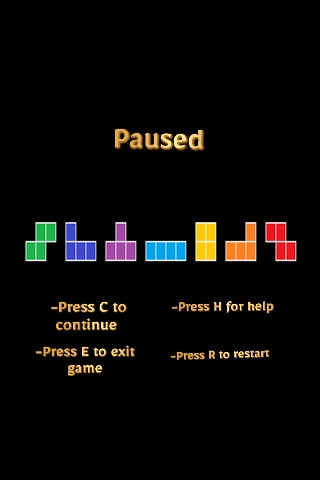 Paused
-Press C to
continue
-Press H for help
-Press E to exit
game
-Press R to restart